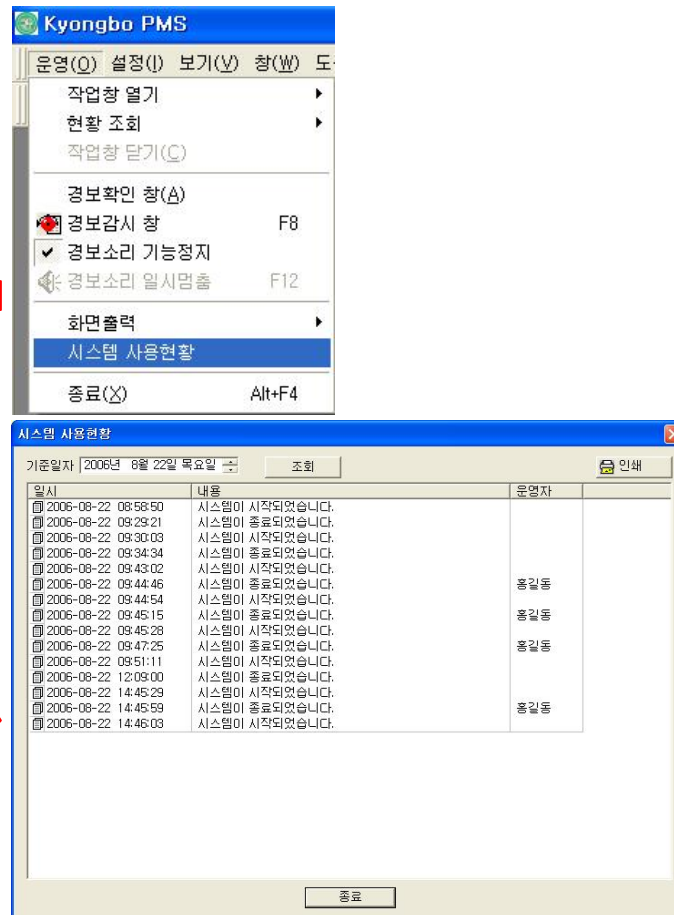 Kyongbo PMS
운영(O) 설정(I) 보기(V) 창(W) 도
작업창 열기
현황 조회
작업창 닫기(C)
경보확인 창(A)
경보감시 창 F8
경보소리 기능정지
경보소리 일시멈춤 F12
화면출력
시스템 사용현황
종료(X) Alt+F4
시스템 사용현황
기준일자 2006년 8월 22일 목요일 조회 인쇄
일시 내용 운영자
2006-08-22 08:58:50 시스템이 시작되었습니다.
2006-08-22 09:29:21 시스템이 종료되었습니다.
2006-08-22 09:30:03 시스템이 시작되었습니다.
2006-08-22 09:34:34 시스템이 종료되었습니다.
2006-08-22 09:43:02 시스템이 시작되었습니다.
2006-08-22 09:44:46 시스템이 종료되었습니다. 홍길동
2006-08-22 09:44:54 시스템이 시작되었습니다.
2006-08-22 09:45:15 시스템이 종료되었습니다. 홍길동
2006-08-22 09:45:28 시스템이 시작되었습니다.
2006-08-22 09:47:25 시스템이 종료되었습니다. 홍길동
2006-08-22 09:51:11 시스템이 시작되었습니다.
2006-08-22 12:09:00 시스템이 종료되었습니다.
2006-08-22 14:45:29 시스템이 시작되었습니다.
2006-08-22 14:45:59 시스템이 종료되었습니다. 홍길동
2006-08-22 14:46:03 시스템이 시작되었습니다.
종료